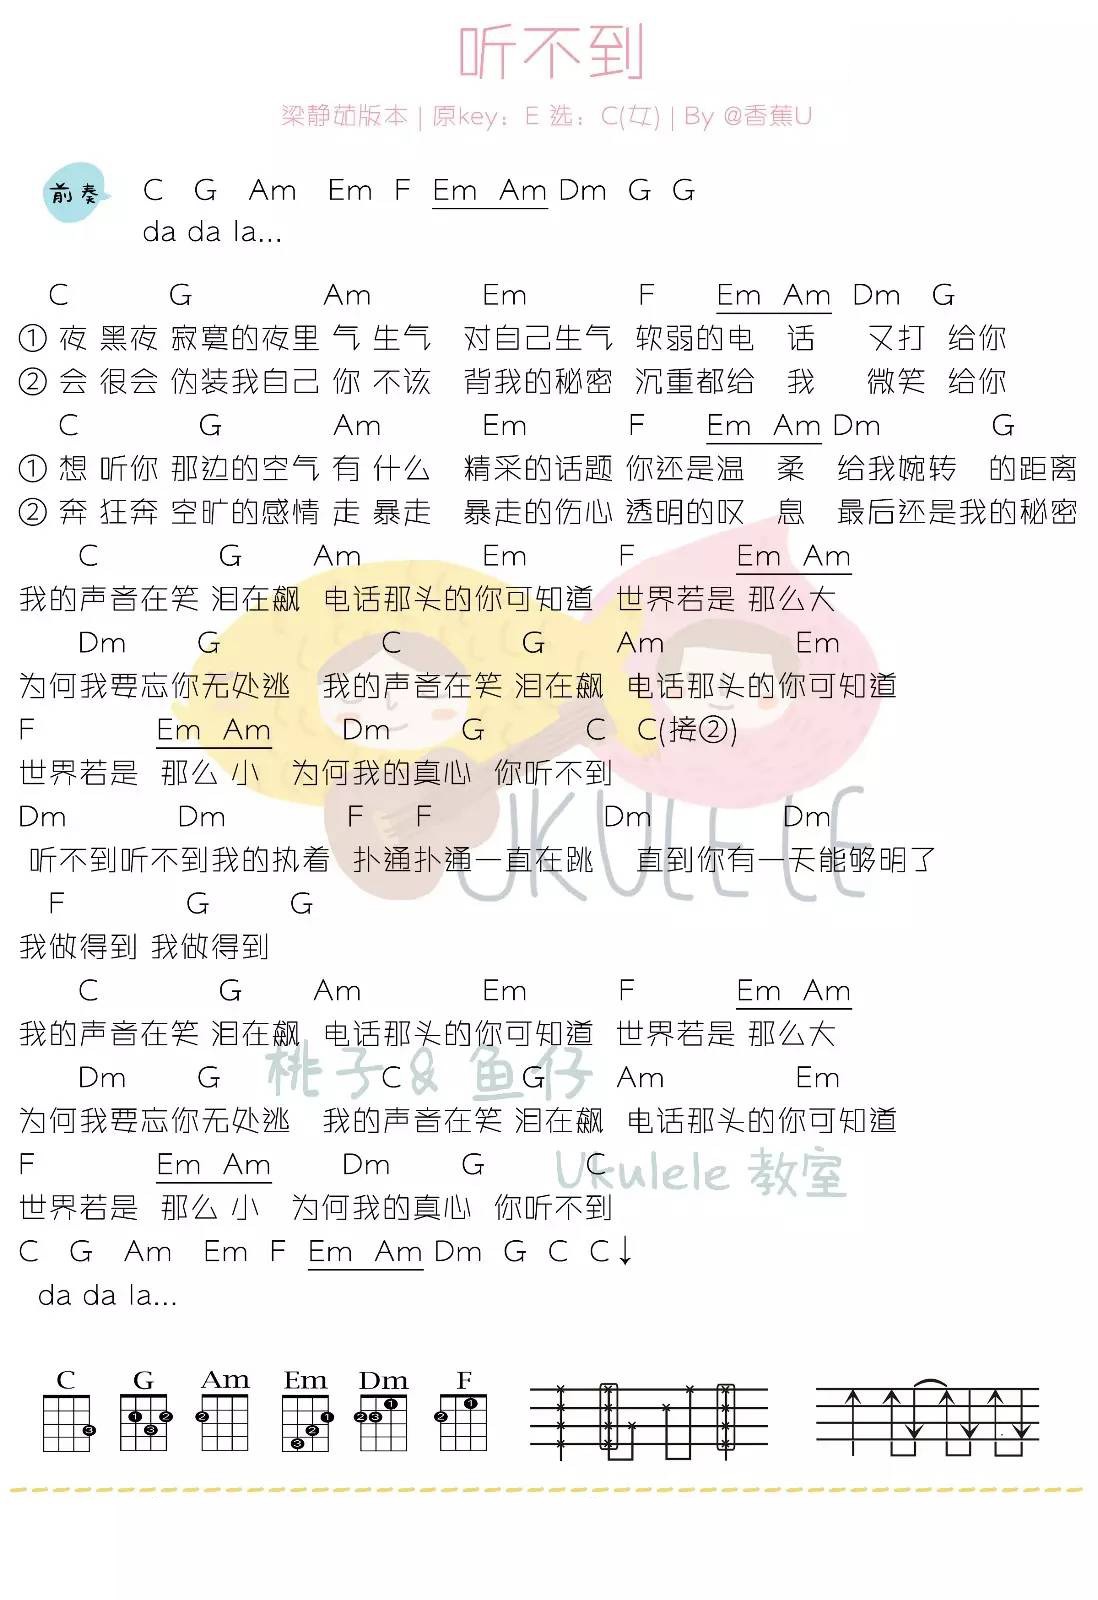 听不到
梁静茹版本 | 原key：E 选：C(女) | By @香蕉U
前奏 C G Am Em F Em Am Dm G G
da da la...
C G Am Em F Em Am Dm G
① 夜 黑夜 寂寞的夜里 气 生气 对自己生气 软弱的电 话 又打 给你
② 会 很会 伪装我自己 你 不该 背我的秘密 沉重都给 我 微笑 给你
C G Am Em F Em Am Dm G
① 想 听你 那边的空气 有 什么 精采的话题 你还是温 柔 给我婉转 的距离
② 奔 狂奔 空旷的感情 走 暴走 暴走的伤心 透明的叹 息 最后还是我的秘密
C G Am Em F Em Am
我的声音在笑 泪在飙 电话那头的你可知道 世界若是 那么大
Dm G C G Am Em
为何我要忘你无处逃 我的声音在笑 泪在飙 电话那头的你可知道
F Em Am Dm G C C(接②)
世界若是 那么 小 为何我的真心 你听不到
Dm Dm F F Dm Dm
听不到听不到我的执着 扑通扑通一直在跳 直到你有一天能够明了
F G G
我做得到 我做得到
C G Am Em F Em Am
我的声音在笑 泪在飙 电话那头的你可知道 世界若是 那么大
Dm G C G Am Em
为何我要忘你无处逃 我的声音在笑 泪在飙 电话那头的你可知道
F Em Am Dm G C
世界若是 那么 小 为何我的真心 你听不到
C G Am Em F Em Am Dm G C C↓
da da la...
UKULELE
桃子&鱼仔
Ukulele 教室
C G Am Em Dm F
3 1 2 3 2 1 2 3 1 2 3 1 2